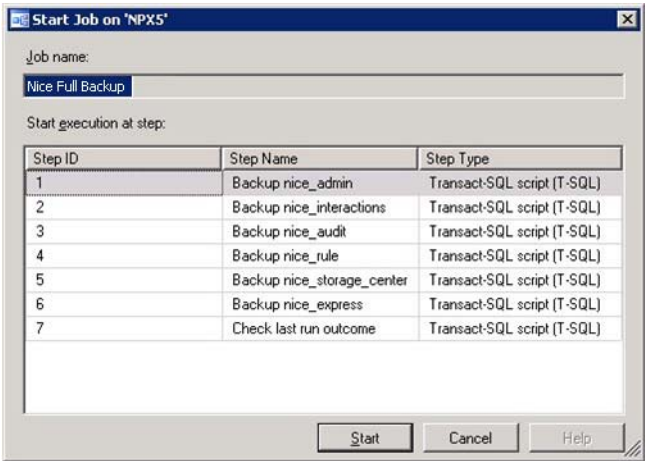 Start Job on 'NPX5'
Job name:
Nice Full Backup
Start execution at step:
Step ID Step Name Step Type
1 Backup nice_admin Transact-SQL script (T-SQL)
2 Backup nice_interactions Transact-SQL script (T-SQL)
3 Backup nice_audit Transact-SQL script (T-SQL)
4 Backup nice_rule Transact-SQL script (T-SQL)
5 Backup nice_storage_center Transact-SQL script (T-SQL)
6 Backup nice_express Transact-SQL script (T-SQL)
7 Check last run outcome Transact-SQL script (T-SQL)
Start Cancel Help